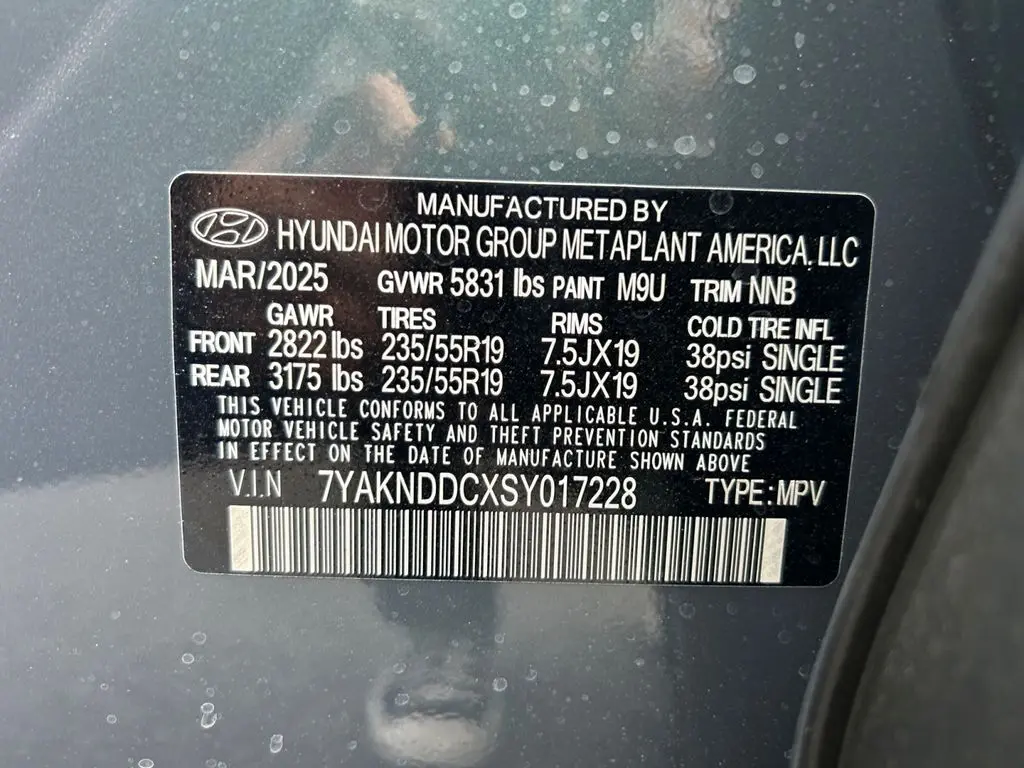 MANUFACTURED BY
HYUNDAI MOTOR GROUP METAPLANT AMERICA, LLC
MAR/2025 GVWR 5831 lbs PAINT M9U TRIM NNB
GAWR TIRES RIMS COLD TIRE INFL
FRONT 2822 lbs 235/55R19 7.5JX19 38psi SINGLE
REAR 3175 lbs 235/55R19 7.5JX19 38psi SINGLE
THIS VEHICLE CONFORMS TO ALL APPLICABLE U.S.A. FEDERAL
MOTOR VEHICLE SAFETY AND THEFT PREVENTION STANDARDS
IN EFFECT ON THE DATE OF MANUFACTURE SHOWN ABOVE
V.I.N 7YAKNDDCXSY017228 TYPE : MPV